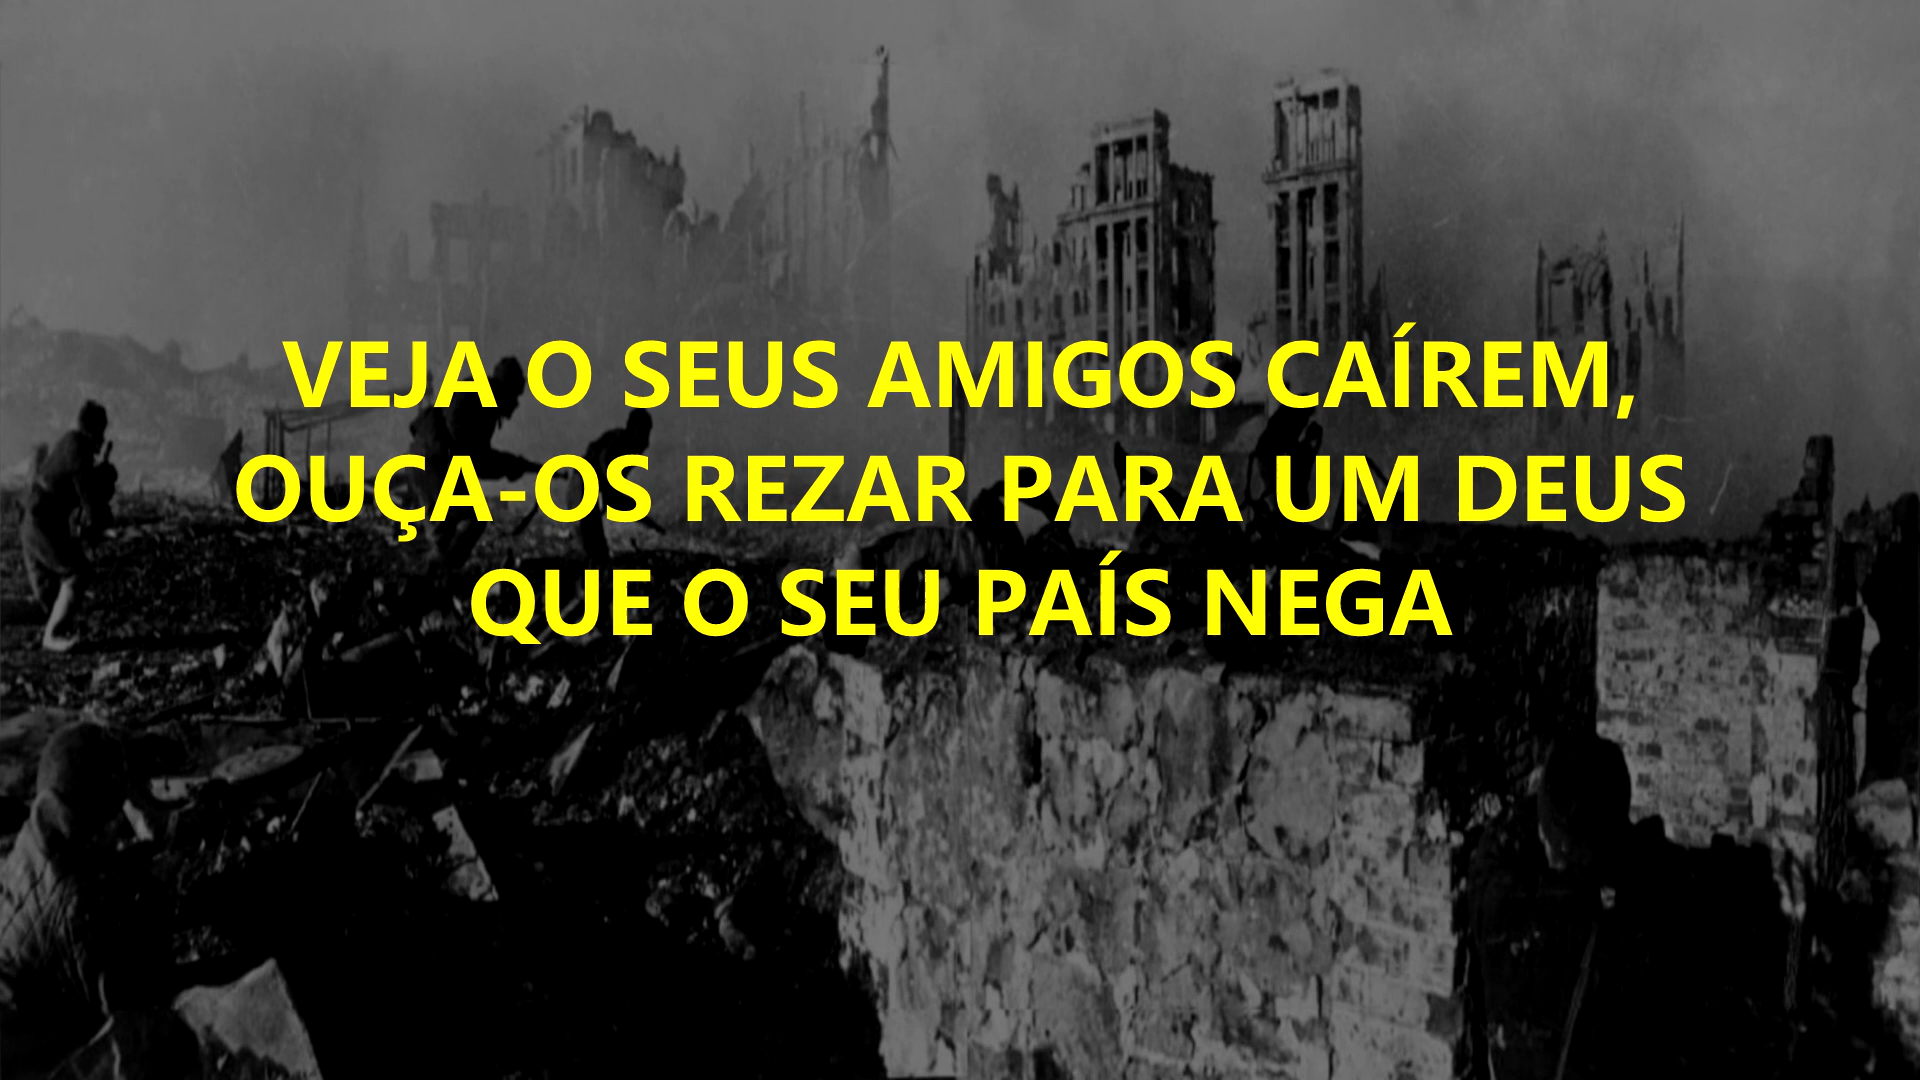 VEJA O SEUS AMIGOS CAÍREM,
OUÇA-OS REZAR PARA UM DEUS
QUE O SEU PAÍS NEGA